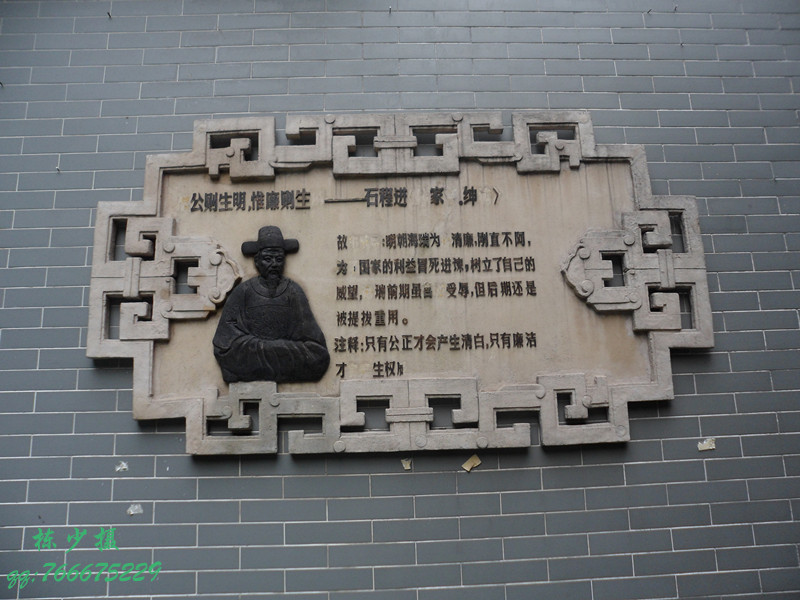 公则生明,惟廉则生 ——石程进 家 绅 〉
故 :明朝海瑞为 清廉,刚直不阿,
为 国家的利益冒死进谏,树立了自己的
威望, 瑞前期虽 受辱,但后期还是
被提拔重用。
注释:只有公正才会产生清白,只有廉洁
才 生权
栋少摄
qq:766675229